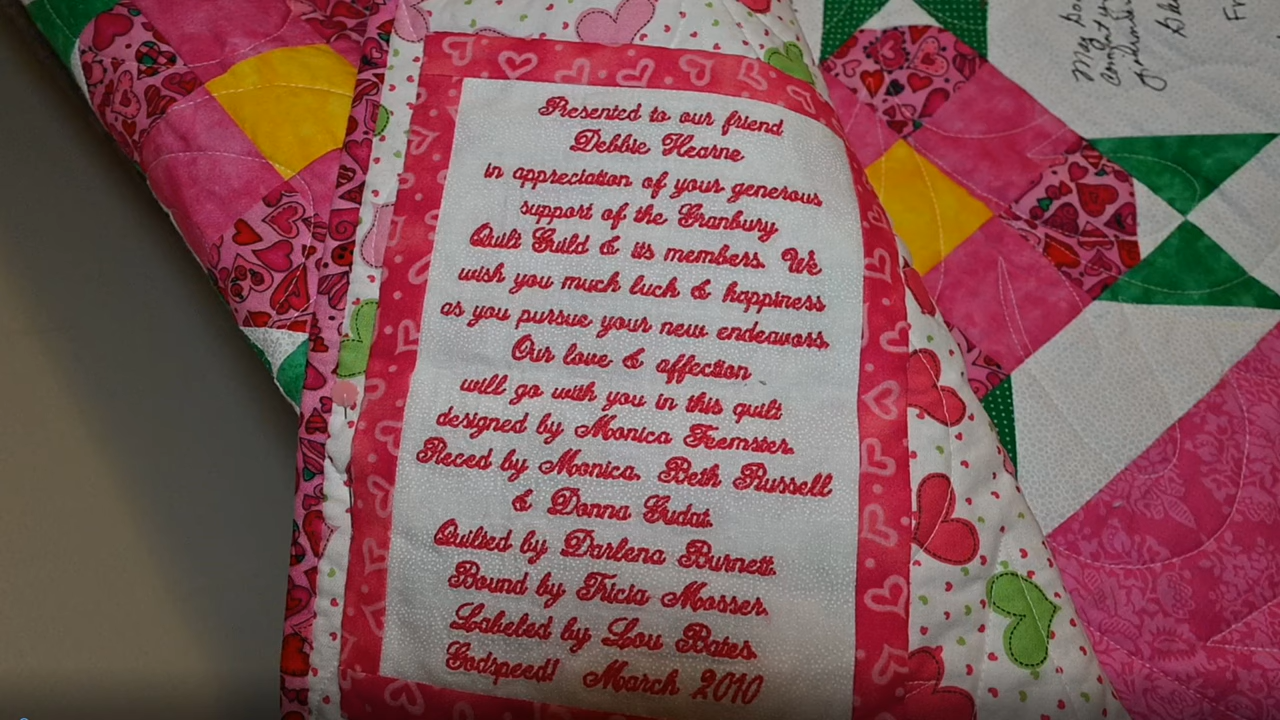 Presented to our friend
Debbie Hearne
in appreciation of your generous
support of the Granbury
Quilt Guild & its members. We
wish you much luck & happiness
as you pursue your new endeavors.
Our love & affection
will go with you in this quilt
designed by Monica Feemster.
Pieced by Monica, Beth Russell
& Donna Gudat.
Quilted by Darlena Burnett.
Bound by Tricia Mosser.
Labeled by Lou Bates.
Godspeed! March 2010